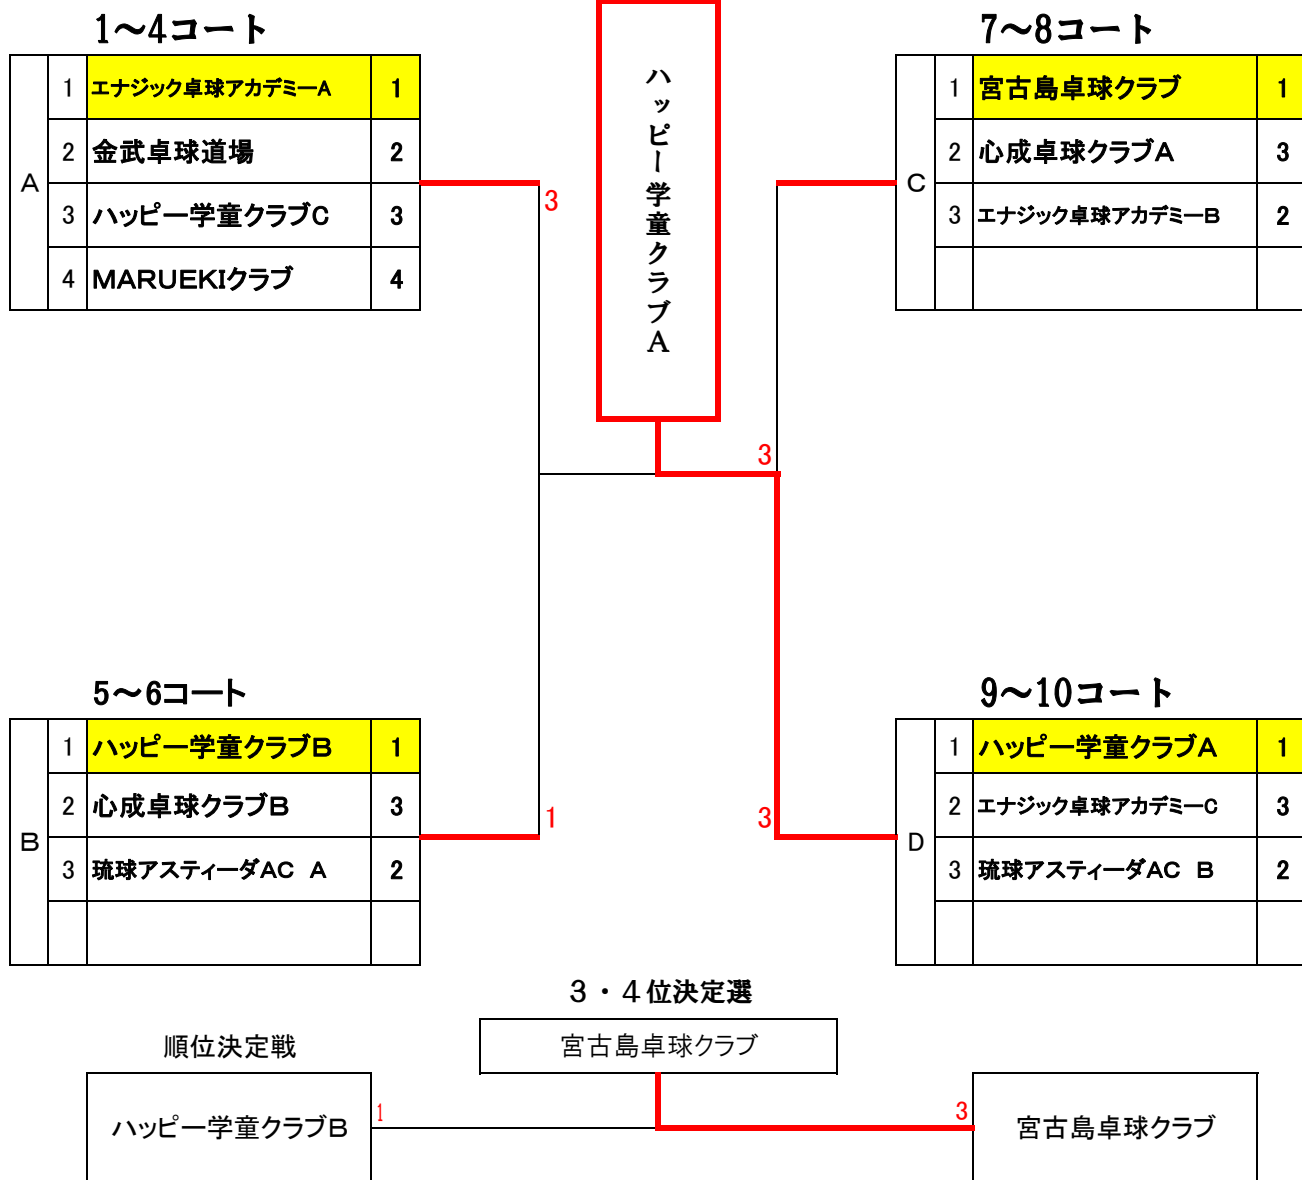 1～4コート
A
1 エナジック卓球アカデミーA 1
2 金武卓球道場 2
3 ハッピー学童クラブC 3
4 MARUEKIクラブ 4
3
ハッピー学童クラブA
7～8コート
C
1 宮古島卓球クラブ 1
2 心成卓球クラブA 3
3 エナジック卓球アカデミーB 2
3
5～6コート
B
1 ハッピー学童クラブB 1
2 心成卓球クラブB 3
3 琉球アスティーダAC A 2
1
3
9～10コート
D
1 ハッピー学童クラブA 1
2 エナジック卓球アカデミーC 3
3 琉球アスティーダAC B 2
3・4位決定選
順位決定戦
宮古島卓球クラブ
ハッピー学童クラブB
1
3
宮古島卓球クラブ